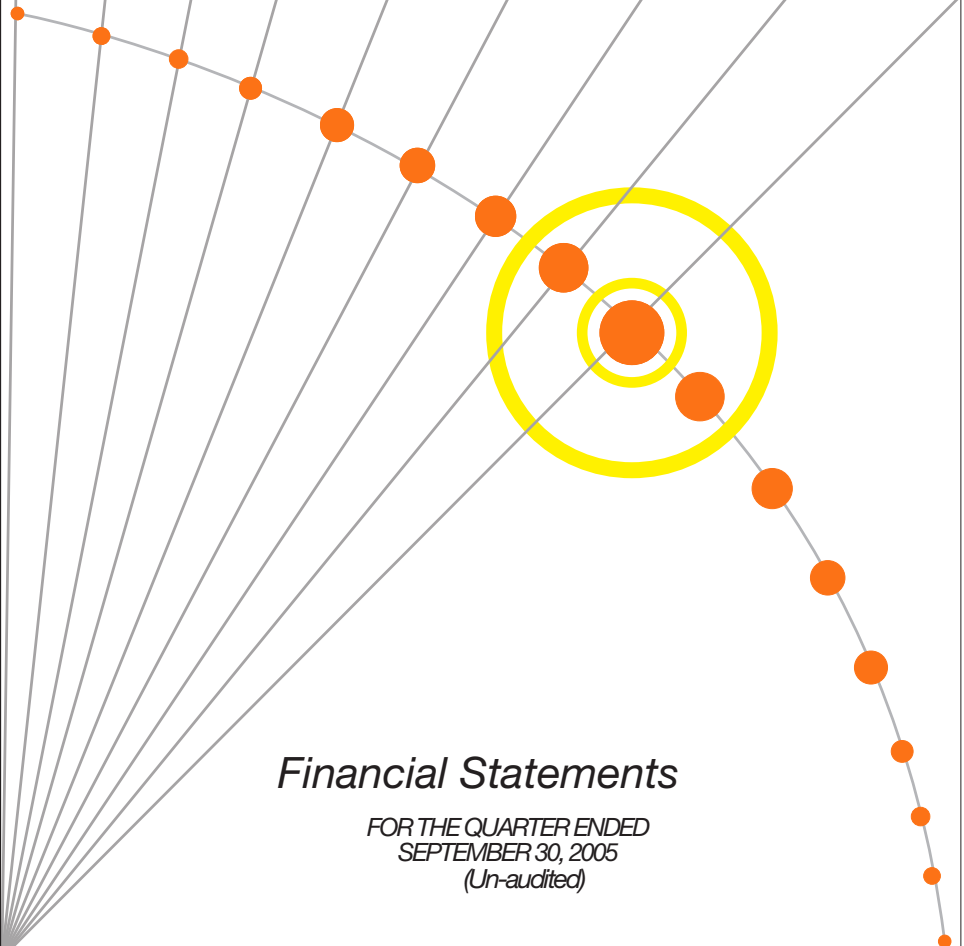 Financial Statements
FOR THE QUARTER ENDED
SEPTEMBER 30, 2005
(Un-audited)